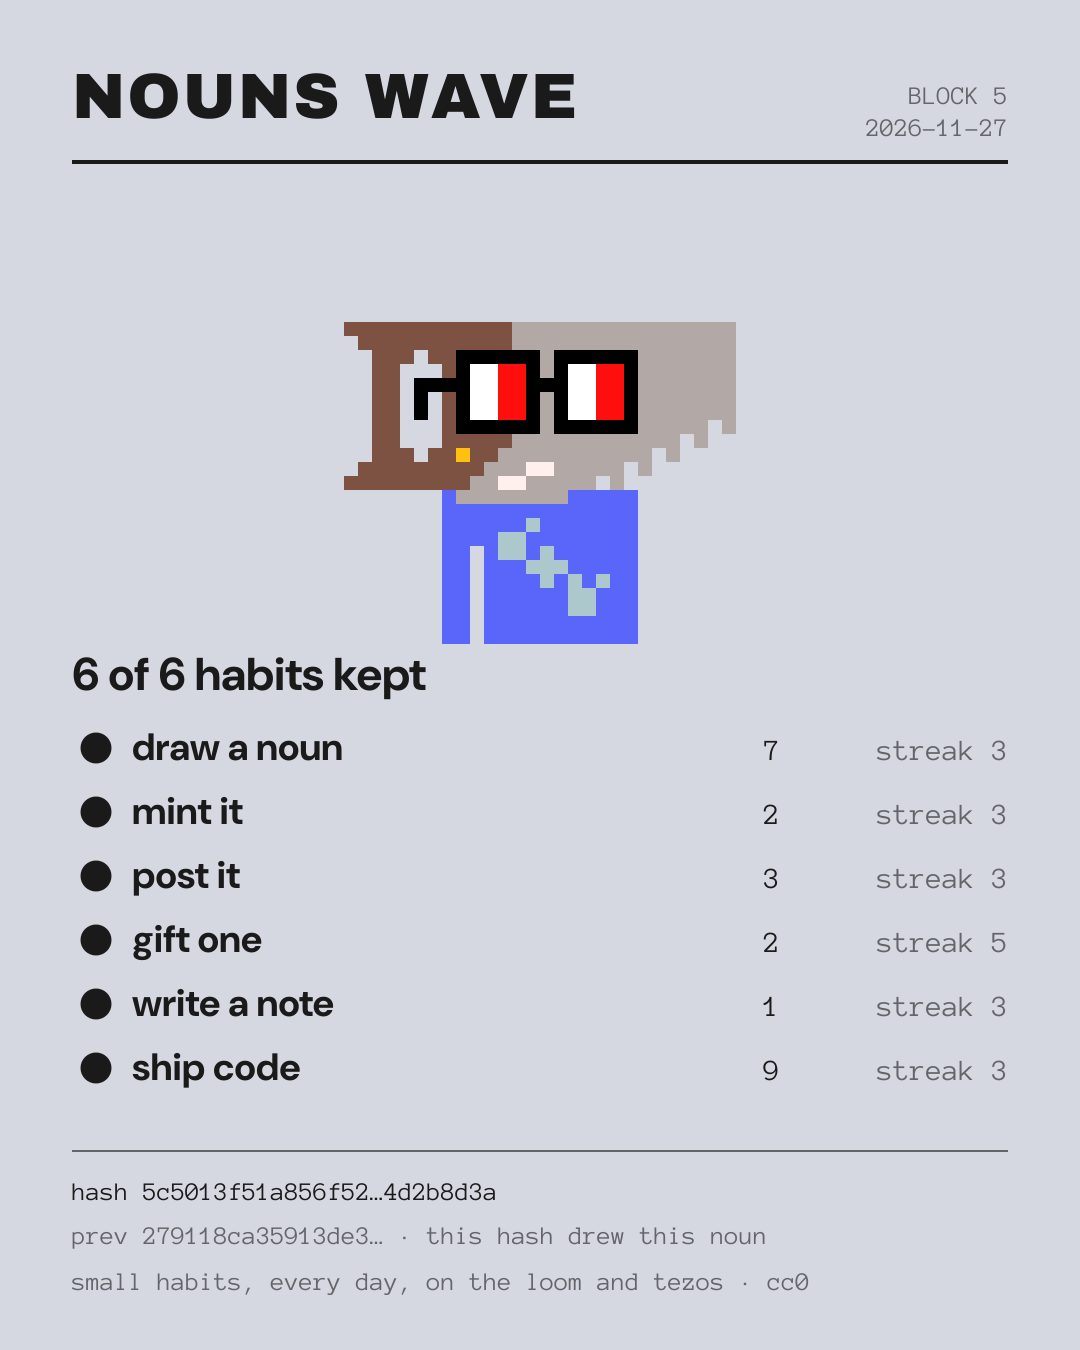 NOUNS WAVE
BLOCK 5
2026-11-27
6 of 6 habits kept
draw a noun 7 streak 3
mint it 2 streak 3
post it 3 streak 3
gift one 2 streak 5
write a note 1 streak 3
ship code 9 streak 3
hash 5c5013f51a856f52…4d2b8d3a
prev 279118ca35913de3… · this hash drew this noun
small habits, every day, on the loom and tezos · cc0